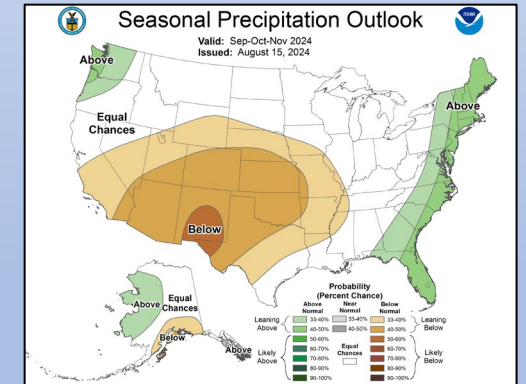 Seasonal Precipitation Outlook
Valid: Sep-Oct-Nov 2024
Issued: August 15, 2024
NOAA
Above
Equal
Chances
Above
Below
Above
Equal
Chances
Below
Above
Probability
(Percent Chance)
Above
Normal
Near
Normal
Below
Normal
Leaning
Above
33-40%
40-50%
33-40%
40-50%
33-40%
40-50%
Leaning
Below
Likely
Above
50-60%
60-70%
70-80%
80-90%
90-100%
Equal
Chances
50-60%
60-70%
70-80%
80-90%
90-100%
Likely
Below